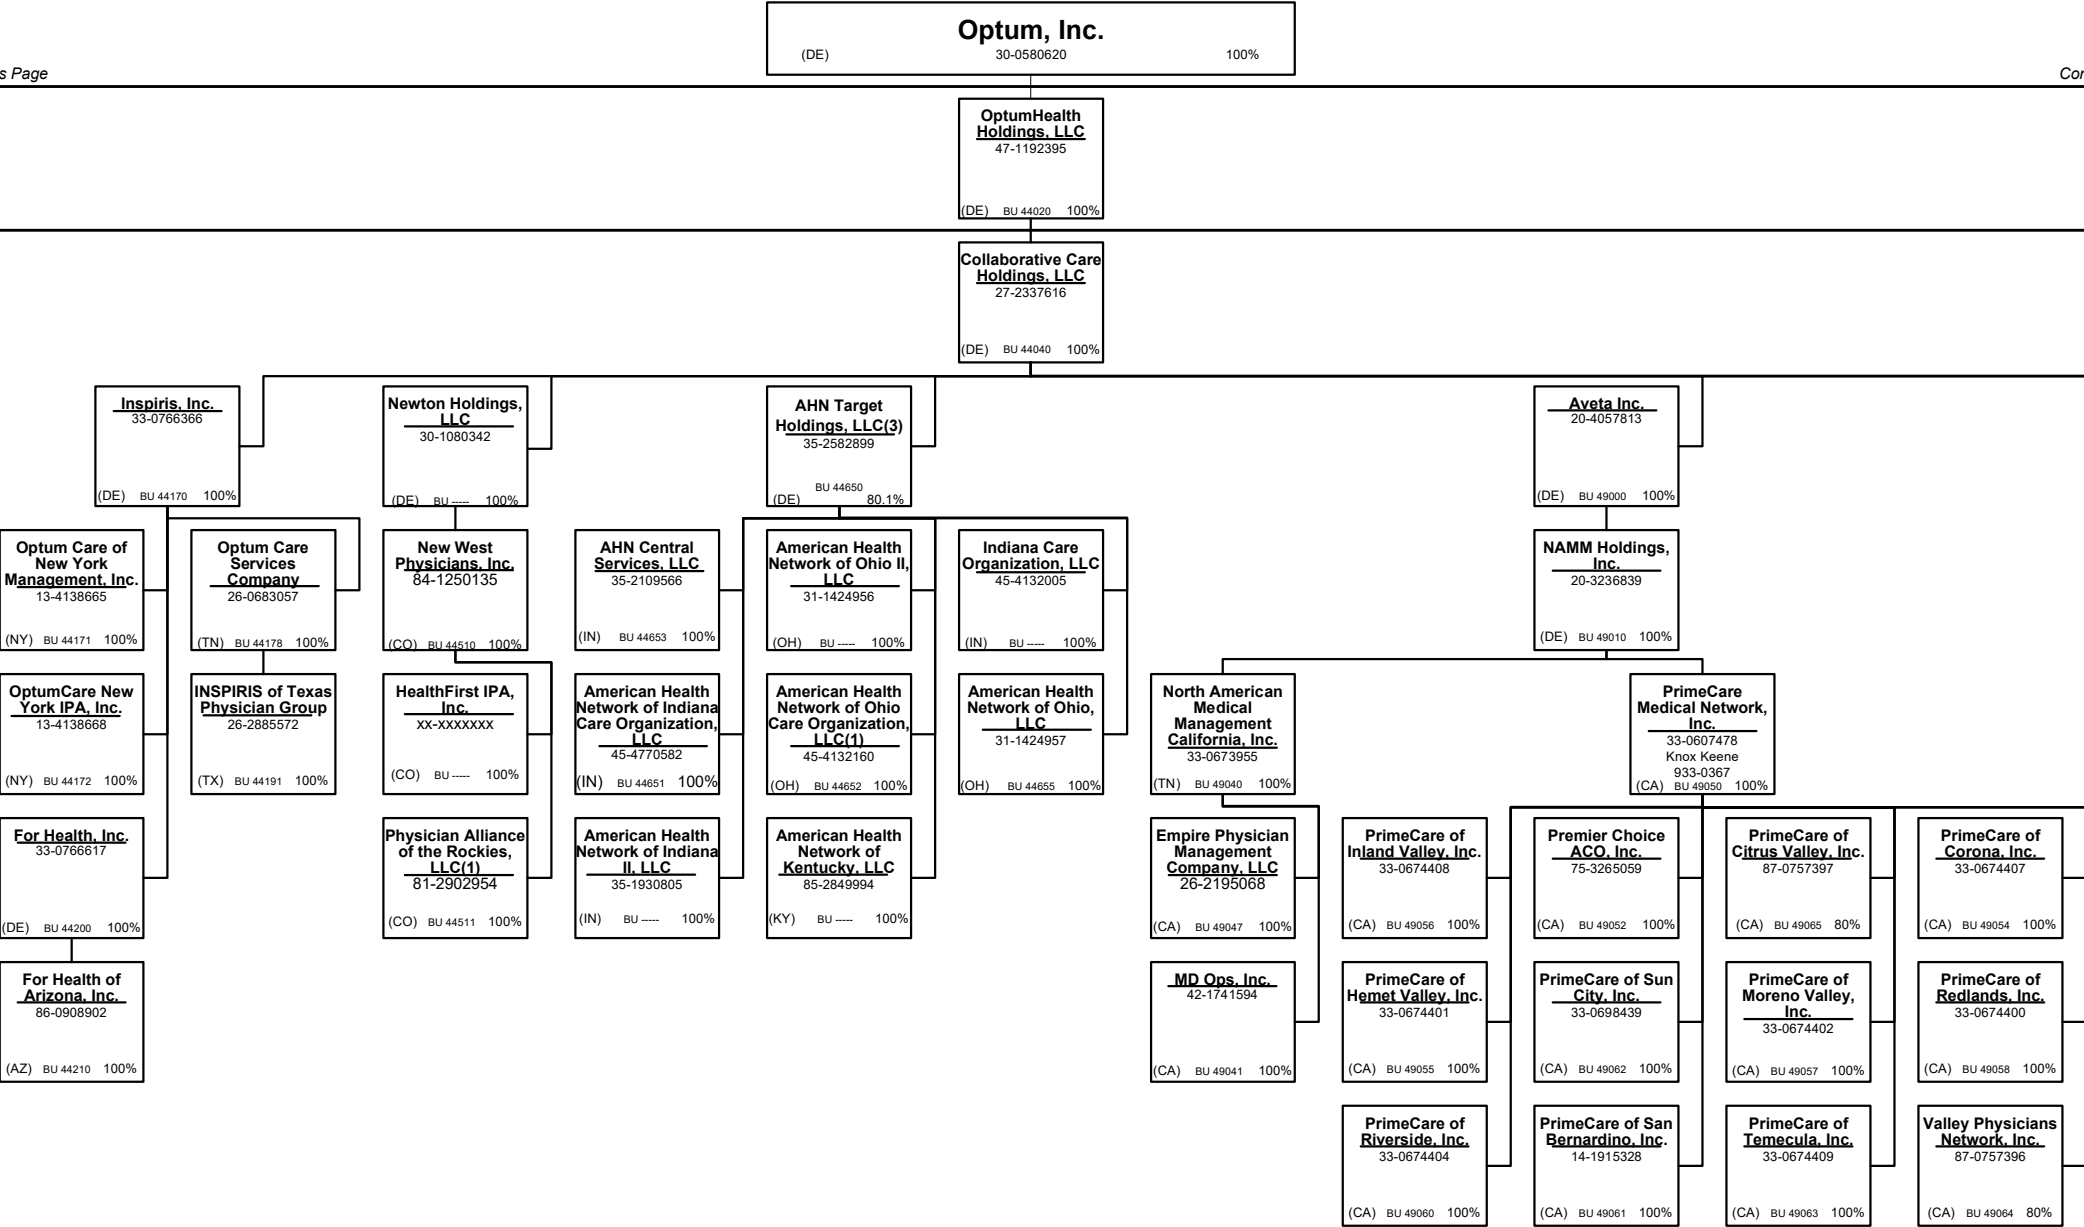 Optum, Inc.
(DE) 30-0580620 100%
s Page
Cor
OptumHealth
Holdings, LLC
47-1192395
(DE) BU 44020 100%
Collaborative Care
Holdings, LLC
27-2337616
(DE) BU 44040 100%
Inspiris, Inc.
33-0766366
(DE) BU 44170 100%
Newton Holdings,
LLC
30-1080342
(DE) BU ----- 100%
AHN Target
Holdings, LLC(3)
35-2582899
BU 44650
(DE) 80.1%
Aveta Inc.
20-4057813
(DE) BU 49000 100%
Optum Care of
New York
Management, Inc.
13-4138665
(NY) BU 44171 100%
Optum Care
Services
Company
26-0683057
(TN) BU 44178 100%
New West
Physicians, Inc.
84-1250135
(CO) BU 44510 100%
AHN Central
Services, LLC
35-2109566
(IN) BU 44653 100%
American Health
Network of Ohio II,
LLC
31-1424956
(OH) BU ----- 100%
Indiana Care
Organization, LLC
45-4132005
(IN) BU ----- 100%
NAMM Holdings,
Inc.
20-3236839
(DE) BU 49010 100%
OptumCare New
York IPA, Inc.
13-4138668
(NY) BU 44172 100%
INSPIRIS of Texas
Physician Group
26-2885572
(TX) BU 44191 100%
HealthFirst IPA,
Inc.
xx-xxxxxxx
(CO) BU ----- 100%
American Health
Network of Indiana
Care Organization,
LLC
45-4770582
(IN) BU 44651 100%
American Health
Network of Ohio
Care Organization,
LLC(1)
45-4132160
(OH) BU 44652 100%
American Health
Network of Ohio,
LLC
31-1424957
(OH) BU 44655 100%
North American
Medical
Management
California, Inc.
33-0673955
(TN) BU 49040 100%
PrimeCare
Medical Network,
Inc.
33-0607478
Knox Keene
933-0367
(CA) BU 49050 100%
For Health, Inc.
33-0766617
(DE) BU 44200 100%
Physician Alliance
of the Rockies,
LLC(1)
81-2902954
(CO) BU 44511 100%
American Health
Network of Indiana
II, LLC
35-1930805
(IN) BU ----- 100%
American Health
Network of
Kentucky, LLC
85-2849994
(KY) BU ----- 100%
Empire Physician
Management
Company, LLC
26-2195068
(CA) BU 49047 100%
PrimeCare of
Inland Valley, Inc.
33-0674408
(CA) BU 49056 100%
Premier Choice
ACO, Inc.
75-3265059
(CA) BU 49052 100%
PrimeCare of
Citrus Valley, Inc.
87-0757397
(CA) BU 49065 80%
PrimeCare of
Corona, Inc.
33-0674407
(CA) BU 49054 100%
For Health of
Arizona, Inc.
86-0908902
(AZ) BU 44210 100%
MD Ops, Inc.
42-1741594
(CA) BU 49041 100%
PrimeCare of
Hemet Valley, Inc.
33-0674401
(CA) BU 49055 100%
PrimeCare of Sun
City, Inc.
33-0698439
(CA) BU 49062 100%
PrimeCare of
Moreno Valley,
Inc.
33-0674402
(CA) BU 49057 100%
PrimeCare of
Redlands, Inc.
33-0674400
(CA) BU 49058 100%
PrimeCare of
Riverside, Inc.
33-0674404
(CA) BU 49060 100%
PrimeCare of San
Bernardino, Inc.
14-1915328
(CA) BU 49061 100%
PrimeCare of
Temecula, Inc.
33-0674409
(CA) BU 49063 100%
Valley Physicians
Network, Inc.
87-0757396
(CA) BU 49064 80%